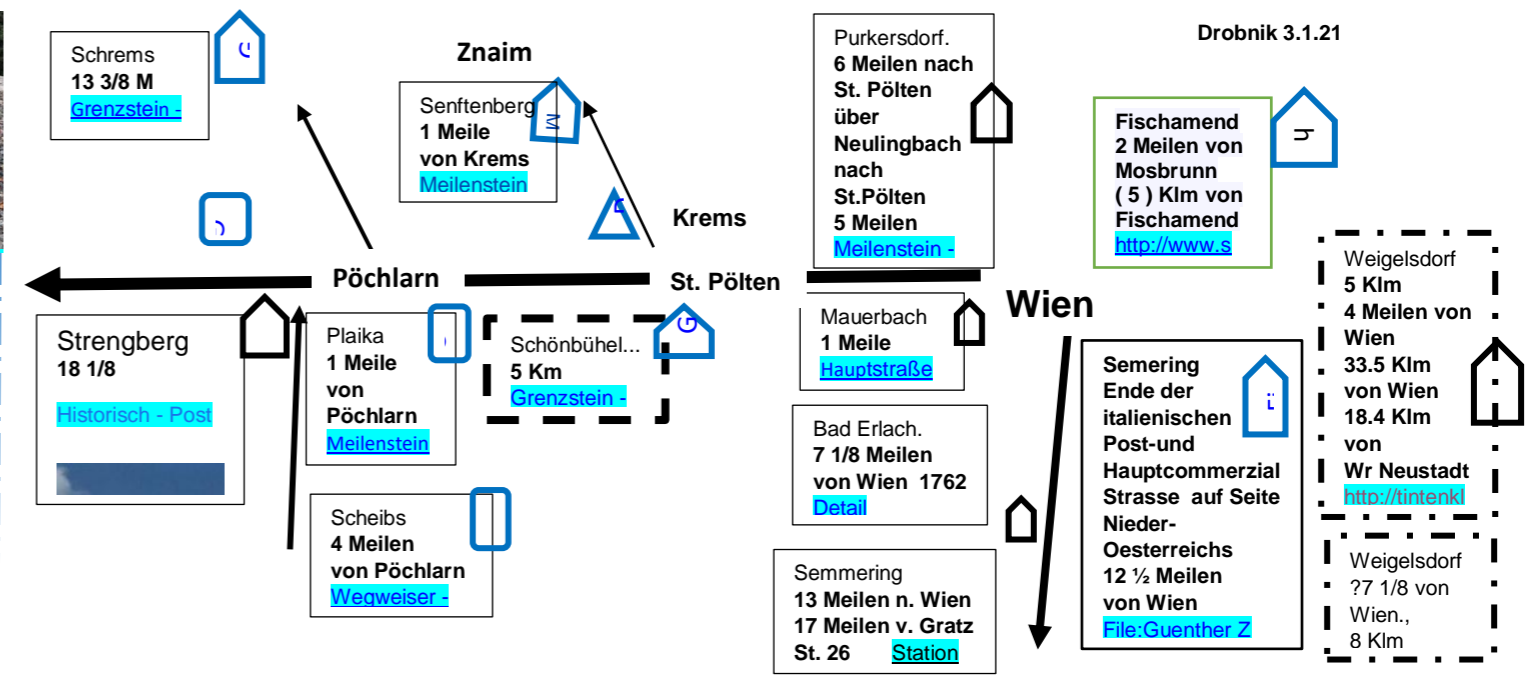 Drobnik 3.1.21
Schrems
13 3/8 M
Grenzstein -
Znaim
Senftenberg
1 Meile
von Krems
Meilenstein
M
Krems
Purkersdorf.
6 Meilen nach
St. Pölten
über
Neulingbach
nach
St.Pölten
5 Meilen
Meilenstein -
Fischamend
2 Meilen von
Mosbrunn
( 5 ) Klm von
Fischamend
http://www.s
h
Pöchlarn
St. Pölten
Wien
Strengberg
18 1/8
Historisch - Post
Plaika
1 Meile
von
Pöchlarn
Meilenstein
Schönbühel...
5 Km
Grenzstein -
G
Scheibs
4 Meilen
von Pöchlarn
Wegweiser -
Mauerbach
1 Meile
Hauptstraße
Bad Erlach.
7 1/8 Meilen
von Wien 1762
Detail
Semmering
13 Meilen n. Wien
17 Meilen v. Gratz
St. 26 Station
Semering
Ende der
italienischen
Post-und
Hauptcommerzial
Strasse auf Seite
Nieder-
Oesterreichs
12 ½ Meilen
von Wien
File:Guenther Z
Weigelsdorf
5 Klm
4 Meilen von
Wien
33.5 Klm
von Wien
18.4 Klm
von
Wr Neustadt
http://tintenkl
Weigelsdorf
?7 1/8 von
Wien.,
8 Klm